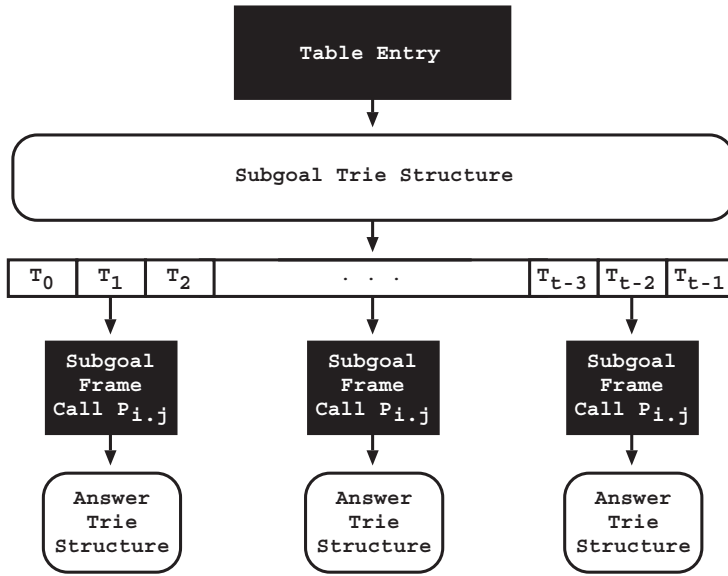 Table Entry
Subgoal Trie Structure
T0 T1 T2 . . . Tt-3 Tt-2 Tt-1
Subgoal
Frame
Call Pi.j
Subgoal
Frame
Call Pi.j
Subgoal
Frame
Call Pi.j
Answer
Trie
Structure
Answer
Trie
Structure
Answer
Trie
Structure